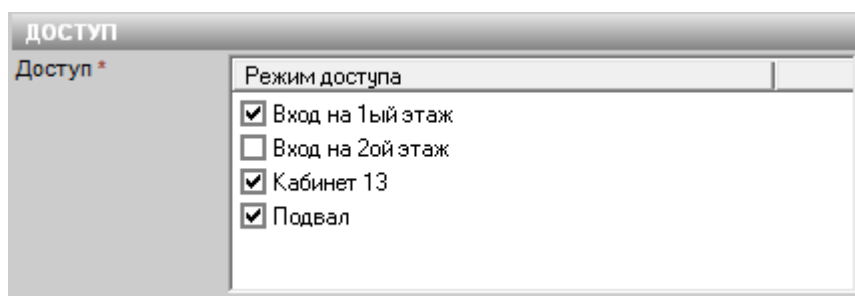 ДОСТУП
Доступ *
Режим доступа
Вход на 1ый этаж
Вход на 2ой этаж
Кабинет 13
Подвал